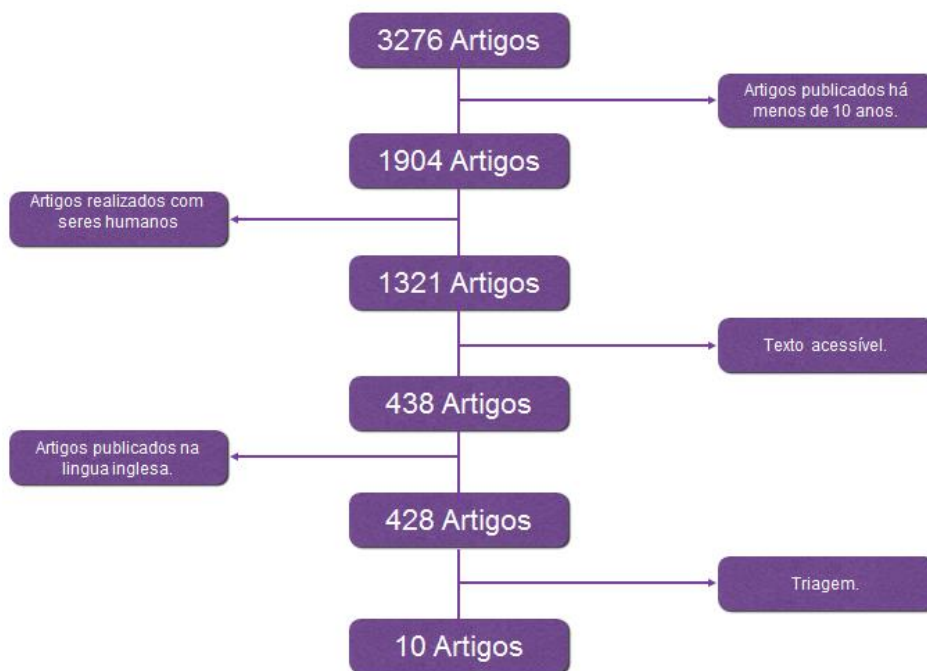 3276 Artigos
Artigos publicados há
menos de 10 anos.
1904 Artigos
Artigos realizados com
seres humanos
1321 Artigos
Texto acessível.
438 Artigos
Artigos publicados na
lingua inglesa.
428 Artigos
Triagem.
10 Artigos